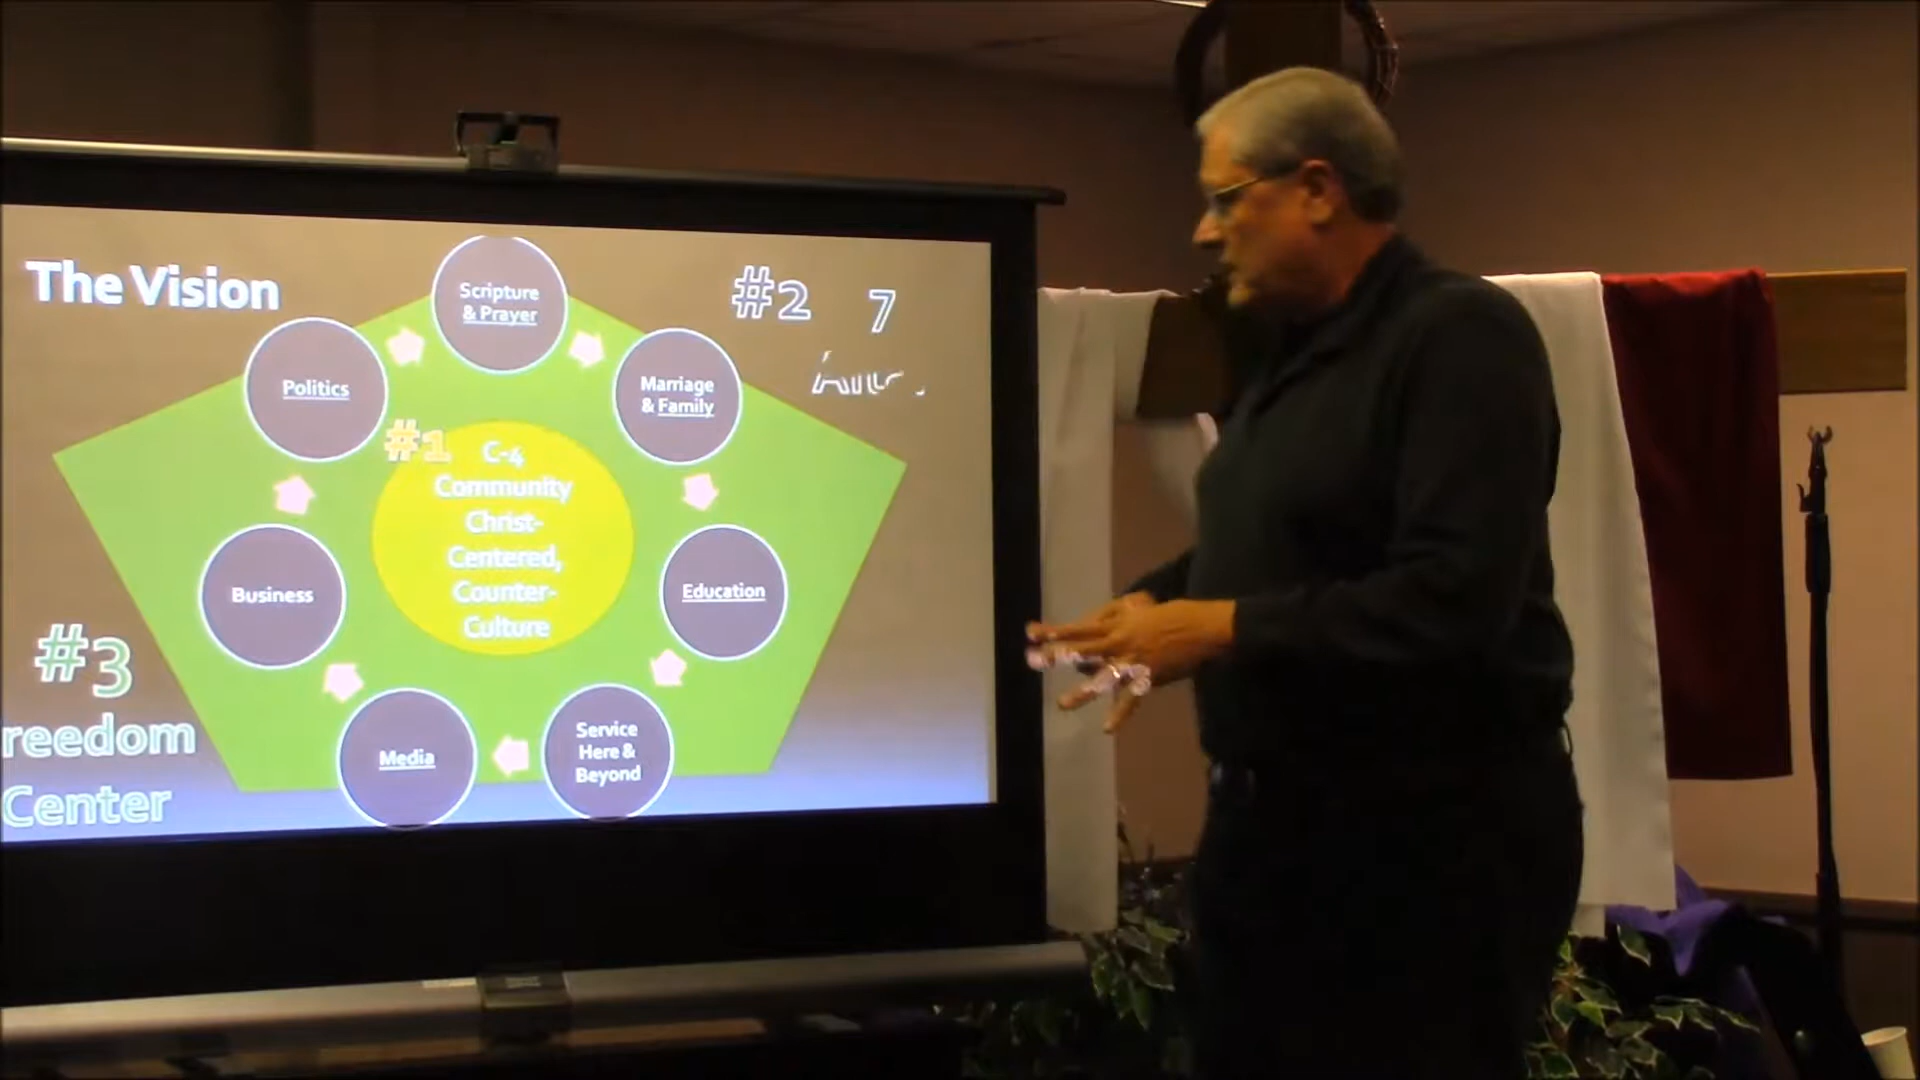 The Vision
Scripture
& Prayer
#2
7
Marriage
& Family
Politics
#1
C-4
Community
Christ-
Centered,
Counter-
Culture
Education
Business
Service
Here &
Beyond
Media
#3
reedom
Center